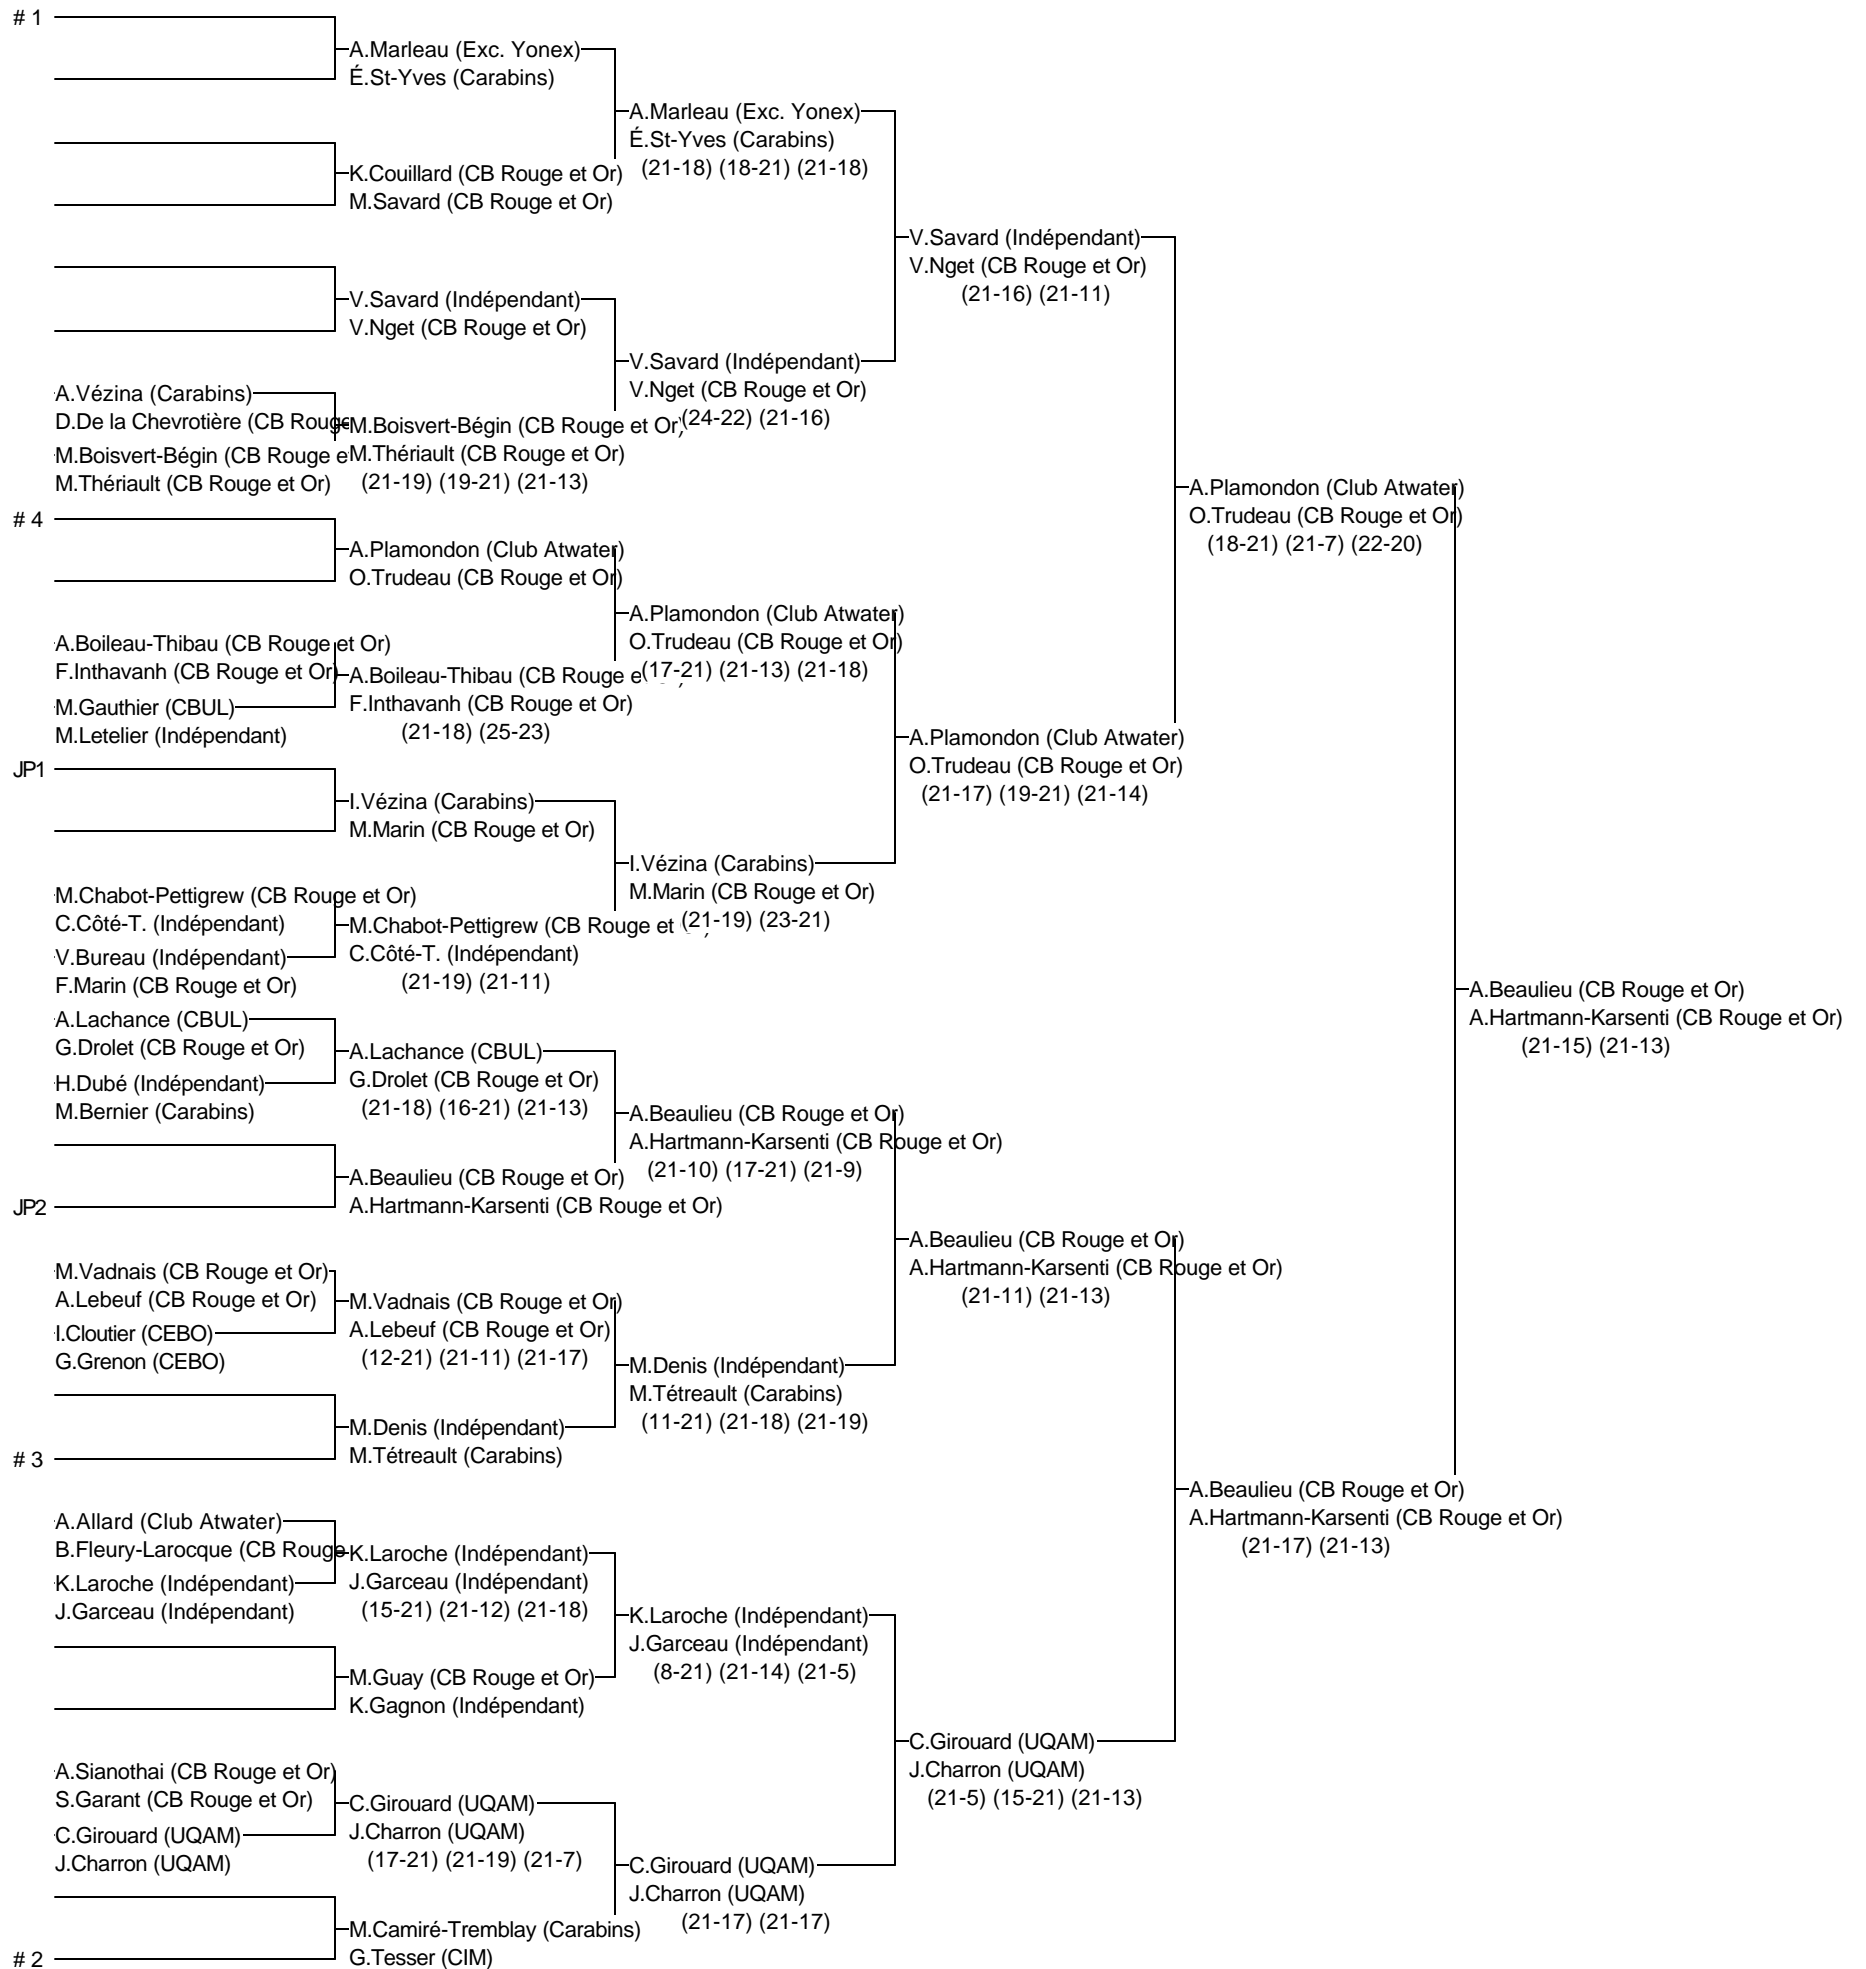 # 1
A.Marleau (Exc. Yonex)
É.St-Yves (Carabins)
A.Marleau (Exc. Yonex)
É.St-Yves (Carabins)
(21-18) (18-21) (21-18)
K.Couillard (CB Rouge et Or)
M.Savard (CB Rouge et Or)
V.Savard (Indépendant)
V.Nget (CB Rouge et Or)
(21-16) (21-11)
V.Savard (Indépendant)
V.Nget (CB Rouge et Or)
V.Savard (Indépendant)
V.Nget (CB Rouge et Or)
(24-22) (21-16)
A.Vézina (Carabins)
D.De la Chevrotière (CB Rouge
M.Boisvert-Bégin (CB Rouge e
M.Thériault (CB Rouge et Or)
M.Boisvert-Bégin (CB Rouge et Or)
M.Thériault (CB Rouge et Or)
(21-19) (19-21) (21-13)
A.Plamondon (Club Atwater)
O.Trudeau (CB Rouge et Or)
(18-21) (21-7) (22-20)
# 4
A.Plamondon (Club Atwater)
O.Trudeau (CB Rouge et Or)
A.Plamondon (Club Atwater)
O.Trudeau (CB Rouge et Or)
(17-21) (21-13) (21-18)
A.Boileau-Thibau (CB Rouge et Or)
F.Inthavanh (CB Rouge et Or)
M.Gauthier (CBUL)
M.Letelier (Indépendant)
A.Boileau-Thibau (CB Rouge e
F.Inthavanh (CB Rouge et Or)
(21-18) (25-23)
A.Plamondon (Club Atwater)
O.Trudeau (CB Rouge et Or)
(21-17) (19-21) (21-14)
JP1
I.Vézina (Carabins)
M.Marin (CB Rouge et Or)
I.Vézina (Carabins)
M.Marin (CB Rouge et Or)
(21-19) (23-21)
M.Chabot-Pettigrew (CB Rouge et Or)
C.Côté-T. (Indépendant)
V.Bureau (Indépendant)
F.Marin (CB Rouge et Or)
M.Chabot-Pettigrew (CB Rouge et
C.Côté-T. (Indépendant)
(21-19) (21-11)
A.Beaulieu (CB Rouge et Or)
A.Hartmann-Karsenti (CB Rouge et Or)
(21-15) (21-13)
A.Lachance (CBUL)
G.Drolet (CB Rouge et Or)
H.Dubé (Indépendant)
M.Bernier (Carabins)
A.Lachance (CBUL)
G.Drolet (CB Rouge et Or)
(21-18) (16-21) (21-13)
A.Beaulieu (CB Rouge et Or)
A.Hartmann-Karsenti (CB Rouge et Or)
(21-10) (17-21) (21-9)
A.Beaulieu (CB Rouge et Or)
A.Hartmann-Karsenti (CB Rouge et Or)
JP2
A.Beaulieu (CB Rouge et Or)
A.Hartmann-Karsenti (CB Rouge et Or)
(21-11) (21-13)
M.Vadnais (CB Rouge et Or)
A.Lebeuf (CB Rouge et Or)
I.Cloutier (CEBO)
G.Grenon (CEBO)
M.Vadnais (CB Rouge et Or)
A.Lebeuf (CB Rouge et Or)
(12-21) (21-11) (21-17)
M.Denis (Indépendant)
M.Tétreault (Carabins)
(11-21) (21-18) (21-19)
M.Denis (Indépendant)
M.Tétreault (Carabins)
# 3
A.Beaulieu (CB Rouge et Or)
A.Hartmann-Karsenti (CB Rouge et Or)
(21-17) (21-13)
A.Allard (Club Atwater)
B.Fleury-Larocque (CB Rouge
K.Laroche (Indépendant)
J.Garceau (Indépendant)
K.Laroche (Indépendant)
J.Garceau (Indépendant)
(15-21) (21-12) (21-18)
K.Laroche (Indépendant)
J.Garceau (Indépendant)
(8-21) (21-14) (21-5)
M.Guay (CB Rouge et Or)
K.Gagnon (Indépendant)
C.Girouard (UQAM)
J.Charron (UQAM)
(21-5) (15-21) (21-13)
A.Sianothai (CB Rouge et Or)
S.Garant (CB Rouge et Or)
C.Girouard (UQAM)
J.Charron (UQAM)
C.Girouard (UQAM)
J.Charron (UQAM)
(17-21) (21-19) (21-7)
C.Girouard (UQAM)
J.Charron (UQAM)
(21-17) (21-17)
M.Camiré-Tremblay (Carabins)
G.Tesser (CIM)
# 2